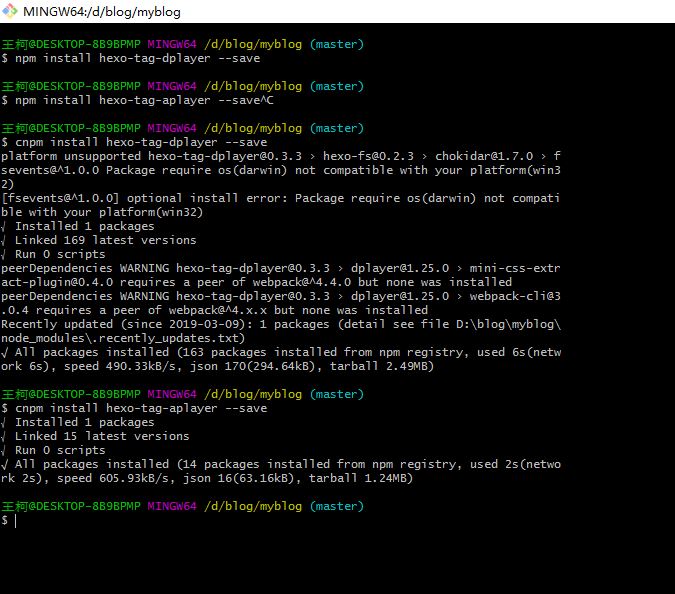 MINGW64:/d/blog/myblog
王柯@DESKTOP-8B9BPMP MINGW64 /d/blog/myblog (master)
$ npm install hexo-tag-dplayer --save
王柯@DESKTOP-8B9BPMP MINGW64 /d/blog/myblog (master)
$ npm install hexo-tag-aplayer --save^C
王柯@DESKTOP-8B9BPMP MINGW64 /d/blog/myblog (master)
$ cnpm install hexo-tag-dplayer --save
platform unsupported hexo-tag-dplayer@0.3.3 › hexo-fs@0.2.3 › chokidar@1.7.0 › f
sevents@^1.0.0 Package require os(darwin) not compatible with your platform(win3
2)
[fsevents@^1.0.0] optional install error: Package require os(darwin) not compati
ble with your platform(win32)
√ Installed 1 packages
√ Linked 169 latest versions
√ Run 0 scripts
peerDependencies WARNING hexo-tag-dplayer@0.3.3 › dplayer@1.25.0 › mini-css-extr
act-plugin@0.4.0 requires a peer of webpack@^4.4.0 but none was installed
peerDependencies WARNING hexo-tag-dplayer@0.3.3 › dplayer@1.25.0 › webpack-cli@3
.0.4 requires a peer of webpack@^4.x.x but none was installed
Recently updated (since 2019-03-09): 1 packages (detail see file D:\blog\myblog\
node_modules\.recently_updates.txt)
√ All packages installed (163 packages installed from npm registry, used 6s(netw
ork 6s), speed 490.33kB/s, json 170(294.64kB), tarball 2.49MB)
王柯@DESKTOP-8B9BPMP MINGW64 /d/blog/myblog (master)
$ cnpm install hexo-tag-aplayer --save
√ Installed 1 packages
√ Linked 15 latest versions
√ Run 0 scripts
√ All packages installed (14 packages installed from npm registry, used 2s(netwo
rk 2s), speed 605.93kB/s, json 16(63.16kB), tarball 1.24MB)
王柯@DESKTOP-8B9BPMP MINGW64 /d/blog/myblog (master)
$